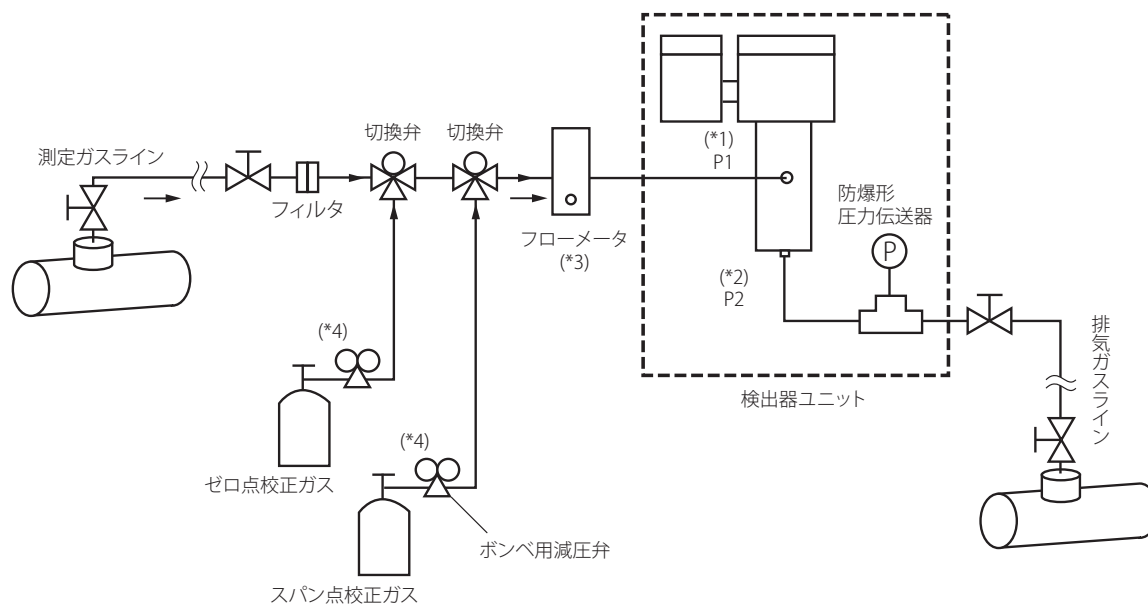 切換弁
切換弁
測定ガスライン
フィルタ
フローメータ
(*3)
(*1)
P1
防爆形
圧力伝送器
P
(*2)
P2
検出器ユニット
排気ガスライン
(*4)
ゼロ点校正ガス
(*4)
ボンベ用減圧弁
スパン点校正ガス